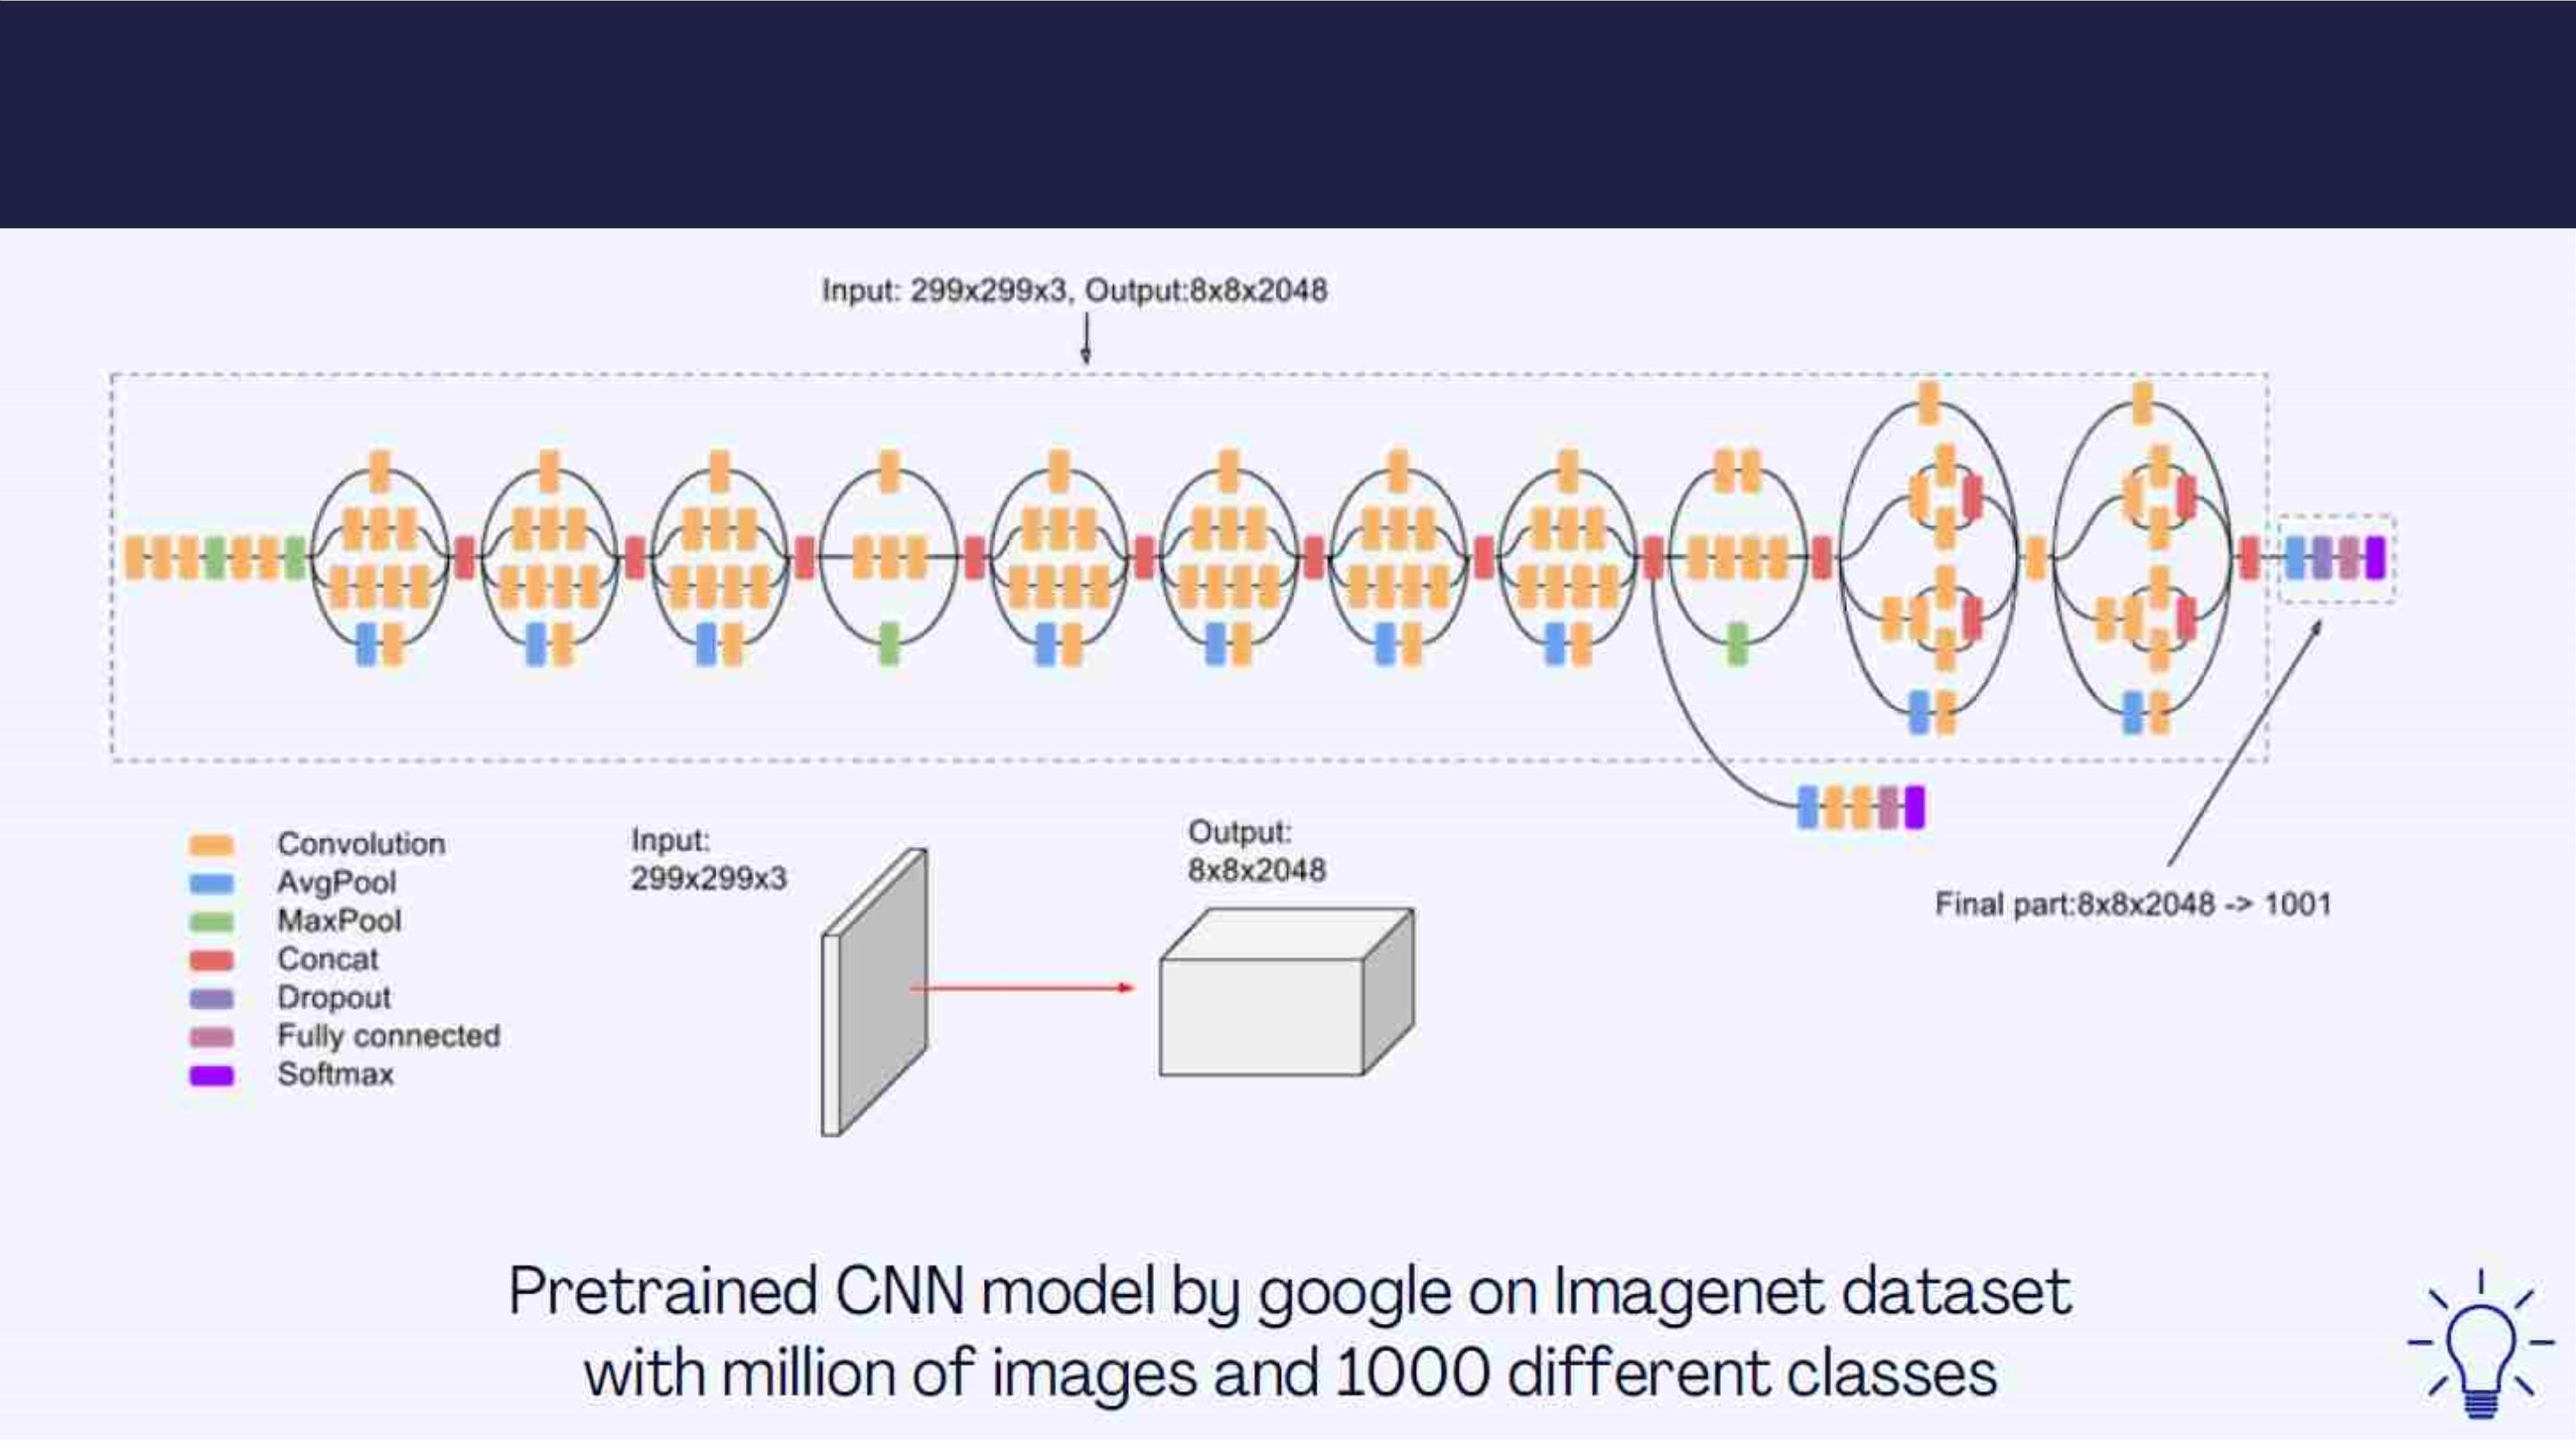 Input: 299x299x3, Output:8x8x2048
Convolution
AvgPool
MaxPool
Concat
Dropout
Fully connected
Softmax
Input:
299x299x3
Output:
8x8x2048
Final part:8x8x2048 -> 1001
Pretrained CNN model by google on Imagenet dataset
with million of images and 1000 different classes